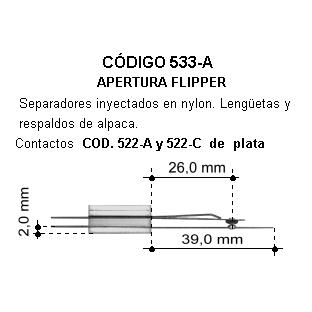 CÓDIGO 533-A
APERTURA FLIPPER
Separadores inyectados en nylon. Lengüetas y
respaldos de alpaca.
Contactos COD. 522-A y 522-C de plata
26,0 mm
2,0 mm
39,0 mm